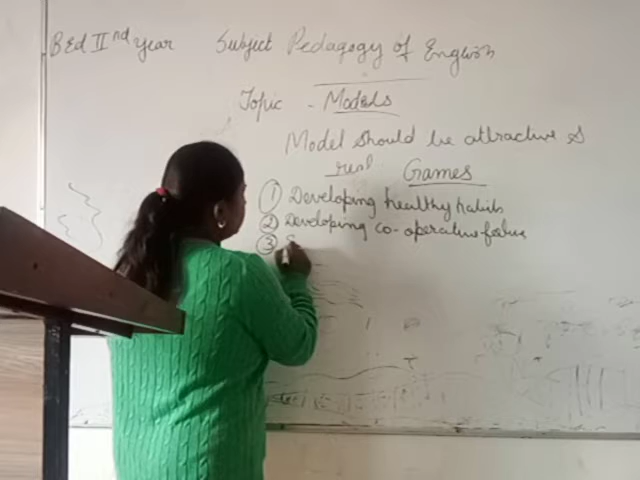 B Ed IInd year Subject Pedagogy of English
Topic - Models
Model should be attractive &
real
Games
① Developing healthy habits
② Developing co-operative
③ S